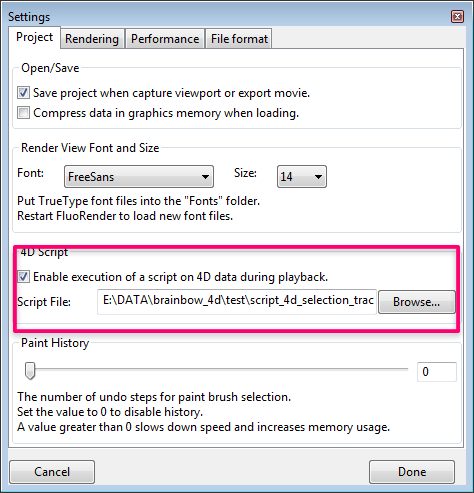 Settings
Project Rendering Performance File format
Open/Save
Save project when capture viewport or export movie.
Compress data in graphics memory when loading.
Render View Font and Size
Font: FreeSans Size: 14
Put TrueType font files into the "Fonts" folder.
Restart FluoRender to load new font files.
4D Script
Enable execution of a script on 4D data during playback.
Script File: E:\DATA\brainbow_4d\test\script_4d_selection_trac Browse...
Paint History
0
The number of undo steps for paint brush selection.
Set the value to 0 to disable history.
A value greater than 0 slows down speed and increases memory usage.
Cancel Done